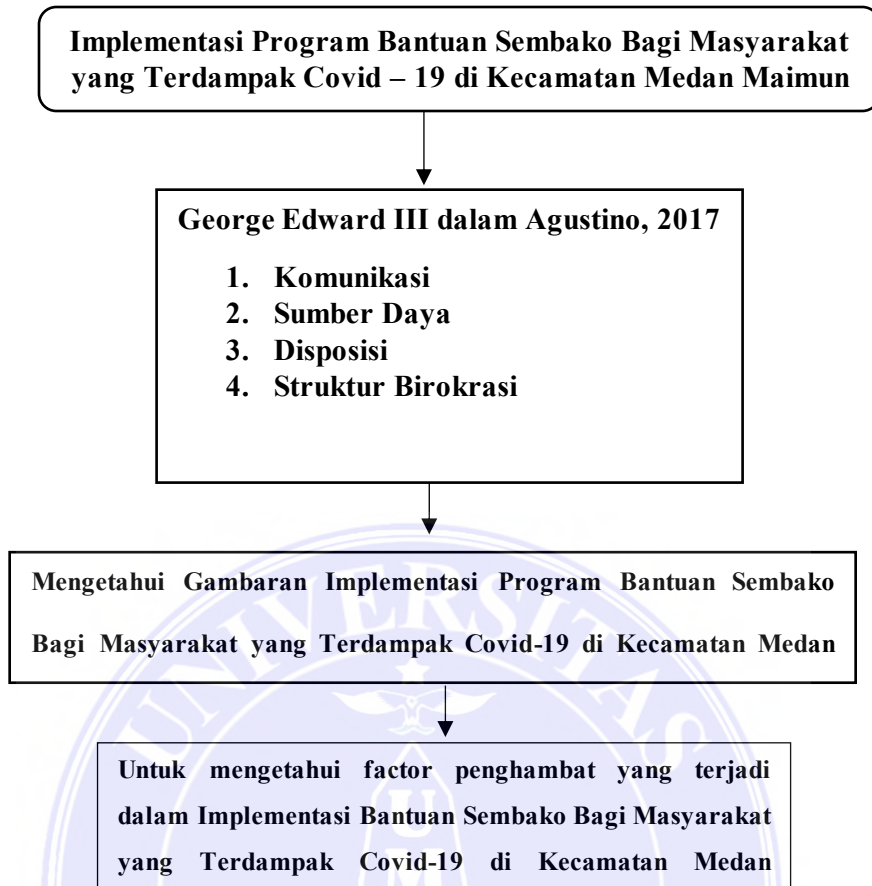 Implementasi Program Bantuan Sembako Bagi Masyarakat
yang Terdampak Covid – 19 di Kecamatan Medan Maimun
George Edward III dalam Agustino, 2017
1. Komunikasi
2. Sumber Daya
3. Disposisi
4. Struktur Birokrasi
Mengetahui Gambaran Implementasi Program Bantuan Sembako
Bagi Masyarakat yang Terdampak Covid-19 di Kecamatan Medan
Untuk mengetahui factor penghambat yang terjadi
dalam Implementasi Bantuan Sembako Bagi Masyarakat
yang Terdampak Covid-19 di Kecamatan Medan
UNIVERSITAS
U
M